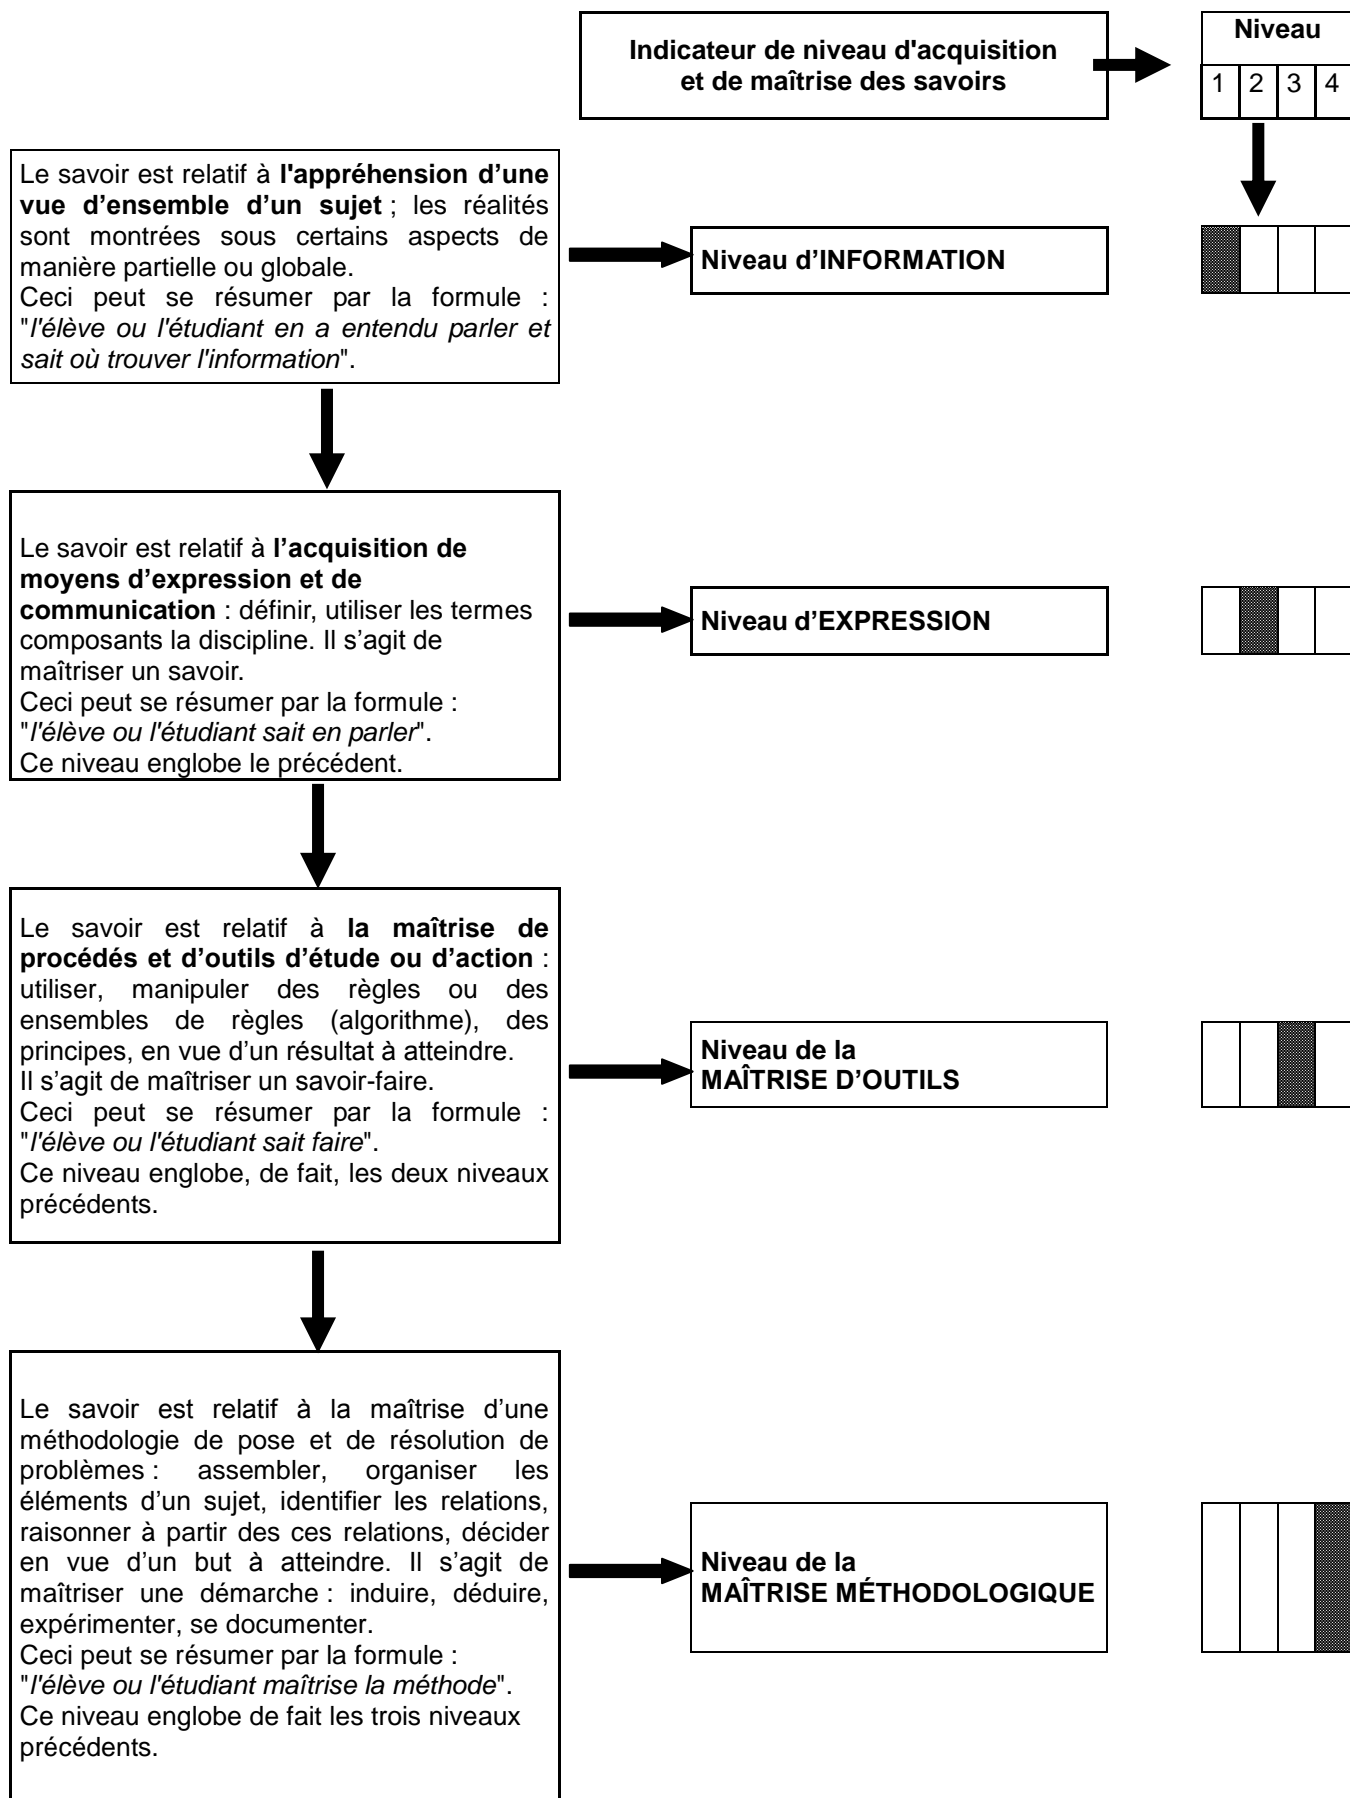 Indicateur de niveau d'acquisition
et de maîtrise des savoirs
Niveau
1 2 3 4
Le savoir est relatif à l'appréhension d’une
vue d’ensemble d’un sujet ; les réalités
sont montrées sous certains aspects de
manière partielle ou globale.
Ceci peut se résumer par la formule :
"l'élève ou l'étudiant en a entendu parler et
sait où trouver l'information".
Niveau d’INFORMATION
Le savoir est relatif à l’acquisition de
moyens d’expression et de
communication : définir, utiliser les termes
composants la discipline. Il s’agit de
maîtriser un savoir.
Ceci peut se résumer par la formule :
"l'élève ou l'étudiant sait en parler".
Ce niveau englobe le précédent.
Niveau d’EXPRESSION
Le savoir est relatif à la maîtrise de
procédés et d’outils d’étude ou d’action :
utiliser, manipuler des règles ou des
ensembles de règles (algorithme), des
principes, en vue d’un résultat à atteindre.
Il s’agit de maîtriser un savoir-faire.
Ceci peut se résumer par la formule :
"l'élève ou l'étudiant sait faire".
Ce niveau englobe, de fait, les deux niveaux
précédents.
Niveau de la
MAÎTRISE D’OUTILS
Le savoir est relatif à la maîtrise d’une
méthodologie de pose et de résolution de
problèmes : assembler, organiser les
éléments d’un sujet, identifier les relations,
raisonner à partir des ces relations, décider
en vue d’un but à atteindre. Il s’agit de
maîtriser une démarche : induire, déduire,
expérimenter, se documenter.
Ceci peut se résumer par la formule :
"l'élève ou l'étudiant maîtrise la méthode".
Ce niveau englobe de fait les trois niveaux
précédents.
Niveau de la
MAÎTRISE MÉTHODOLOGIQUE